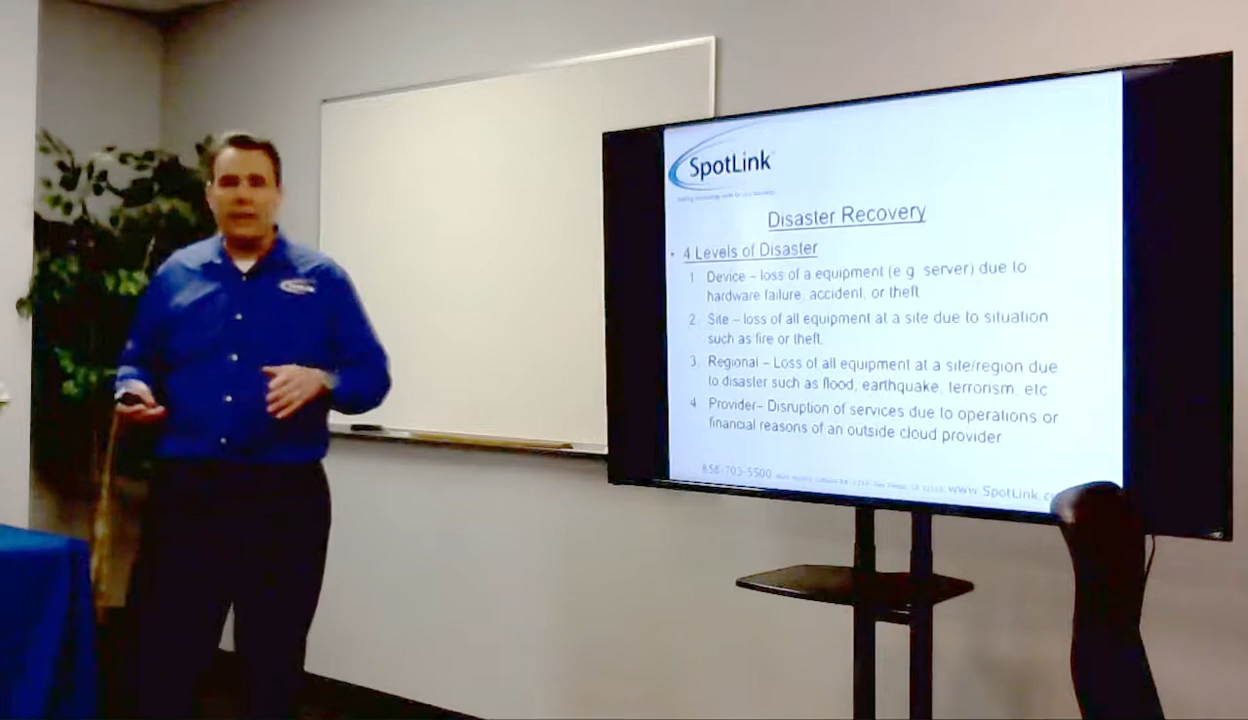 SpotLink
Disaster Recovery
• 4 Levels of Disaster
1 Device – loss of a equipment (e.g. server) due to
hardware failure, accident, or theft
2. Site – loss of all equipment at a site due to situation
such as fire or theft.
3. Regional – Loss of all equipment at a site/region due
to disaster such as flood, earthquake, terrorism, etc
4 Provider– Disruption of services due to operations or
financial reasons of an outside cloud provider
858-703-5500 www.SpotLink.c